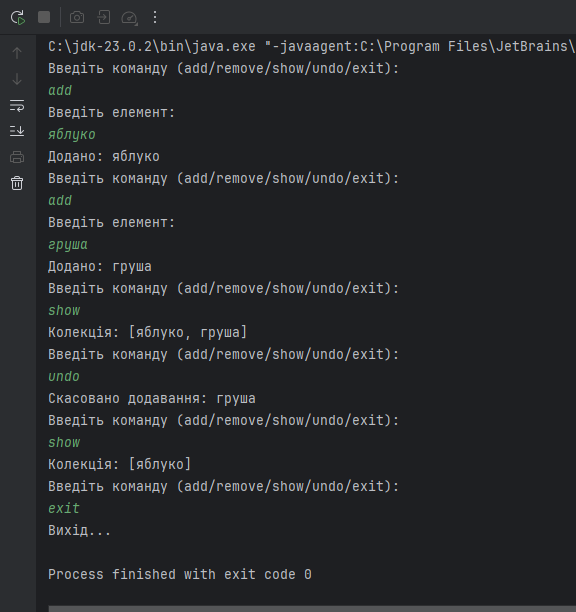 C:\jdk-23.0.2\bin\java.exe "-javaagent:C:\Program Files\JetBrains\
Введіть команду (add/remove/show/undo/exit):
add
Введіть елемент:
яблуко
Додано: яблуко
Введіть команду (add/remove/show/undo/exit):
add
Введіть елемент:
груша
Додано: груша
Введіть команду (add/remove/show/undo/exit):
show
Колекція: [яблуко, груша]
Введіть команду (add/remove/show/undo/exit):
undo
Скасовано додавання: груша
Введіть команду (add/remove/show/undo/exit):
show
Колекція: [яблуко]
Введіть команду (add/remove/show/undo/exit):
exit
Вихід...
Process finished with exit code 0